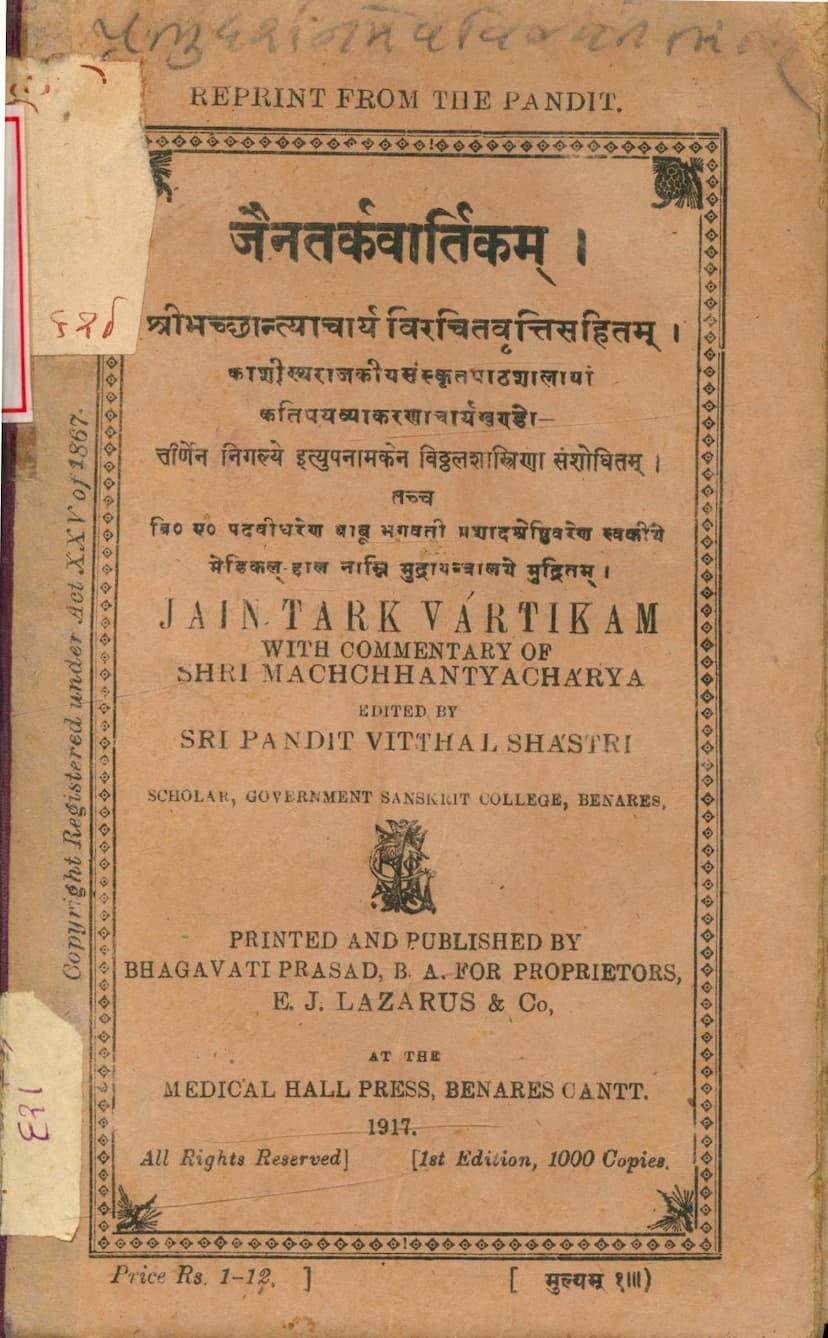 REPRINT FROM THE PANDIT.
जैनतर्कवार्तिकम् ।
श्रीमच्छान्त्याचार्य विरचितवृत्तिसहितम् ।
काशीस्थराजकीयसंस्कृतपाठशालायां
कतिपयव्याकरणाचार्यखण्डो–
त्तीर्णेन निगल्ये इत्युपनामकेन विठ्ठलशास्त्रिणा संशोधितम् ।
तच्च
बि० ए० पदवीधरेण बाबू भगवती प्रशादश्रेष्ठिवरेण स्वकीये
मेडिकल् हाल नाम्नि मुद्रायन्त्रालये मुद्रितम् ।
JAIN TARK VÁRTIKAM
WITH COMMENTARY OF
SHRI MACHCHHANTYACHÁRYA
EDITED BY
SRI PANDIT VITTHAL SHÁSTRI
SCHOLAR, GOVERNMENT SANSKRIT COLLEGE, BENARES,
PRINTED AND PUBLISHED BY
BHAGAVATI PRASAD, B. A. FOR PROPRIETORS,
E. J. LAZARUS & Co,
AT THE
MEDICAL HALL PRESS, BENARES CANTT.
1917.
All Rights Reserved] [1st Edition, 1000 Copies.
Price Rs. 1-12. ] [ मुल्यम् १॥।)
Copyright Registered under Act XXV of 1867.